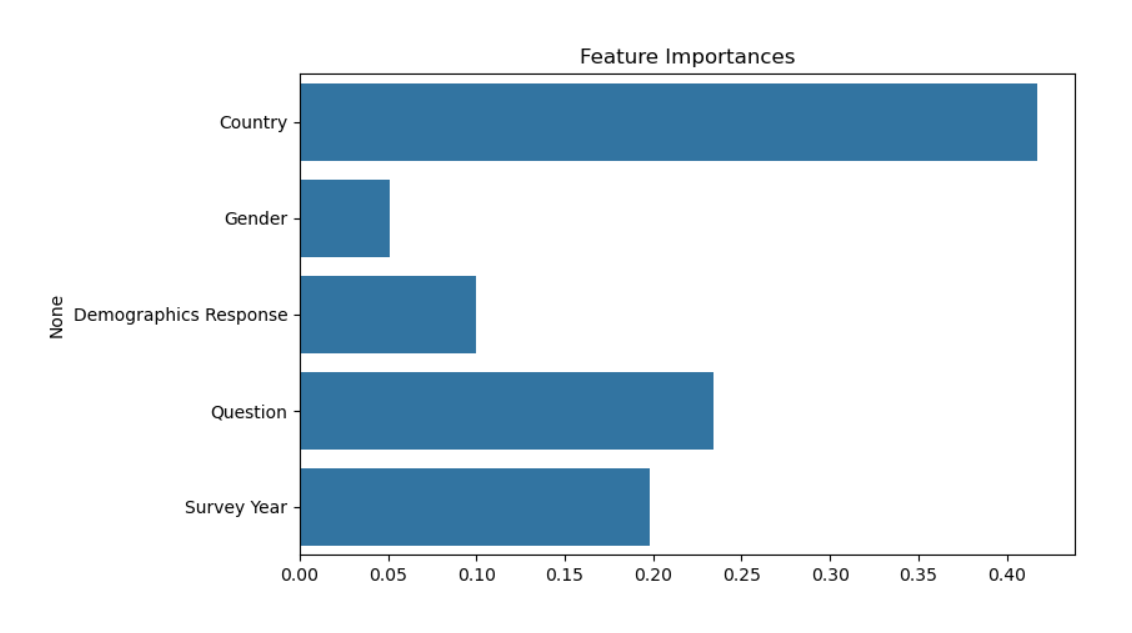 Feature Importances
Country
Gender
Demographics Response
Question
Survey Year
None
0.00 0.05 0.10 0.15 0.20 0.25 0.30 0.35 0.40